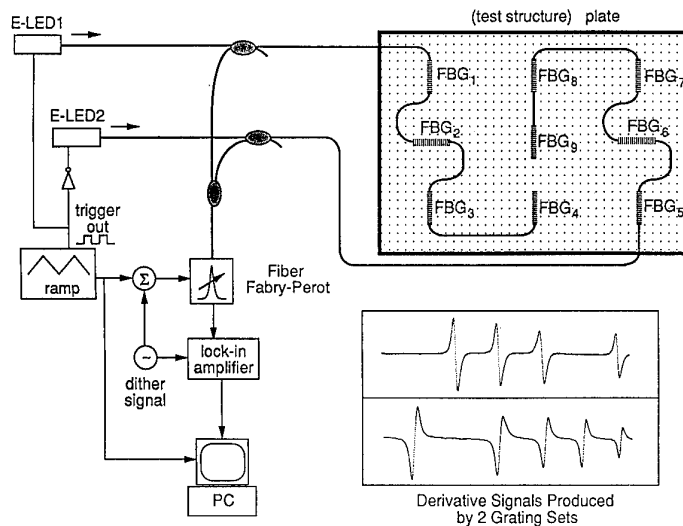 (test structure) plate
E-LED1
E-LED2
trigger
out
ramp
Σ
~
dither
signal
Fiber
Fabry-Perot
lock-in
amplifier
PC
FBG1
FBG2
FBG3
FBG4
FBG5
FBG6
FBG7
FBG8
FBG9
Derivative Signals Produced
by 2 Grating Sets